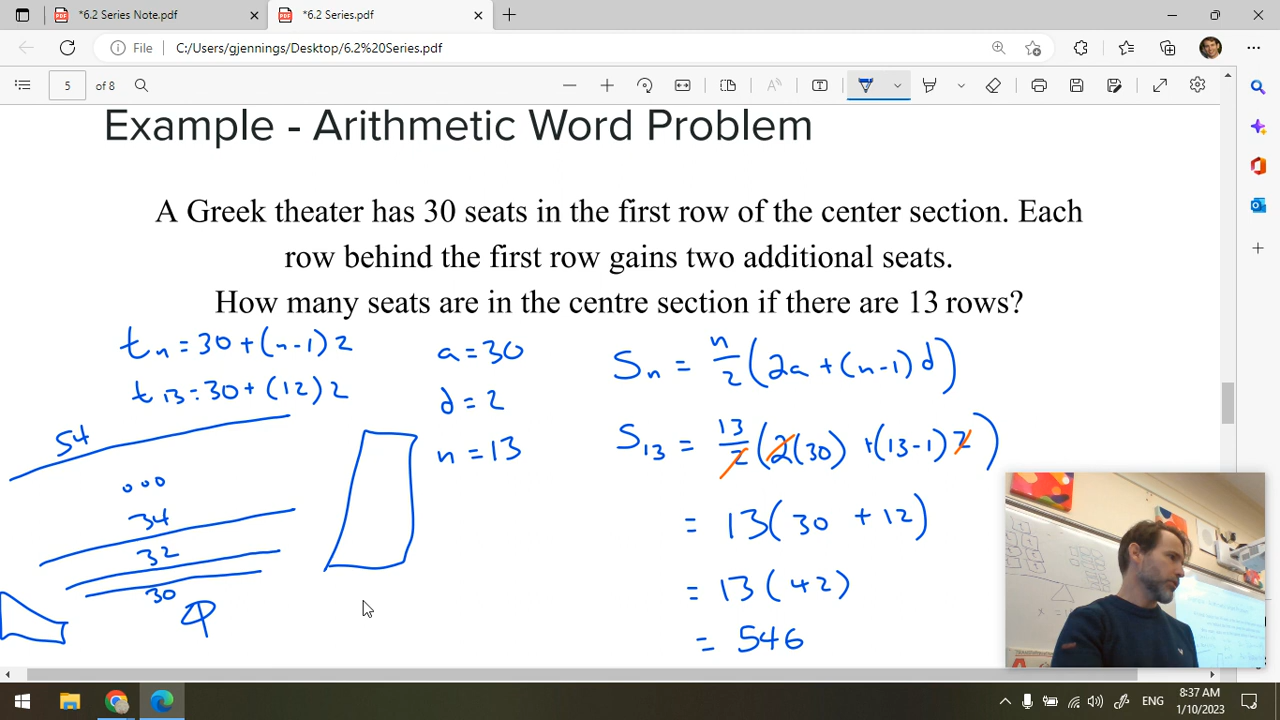 *6.2 Series Note.pdf
*6.2 Series.pdf
File
C:/Users/gjennings/Desktop/6.2%20Series.pdf
5 of 8
Example - Arithmetic Word Problem
A Greek theater has 30 seats in the first row of the center section. Each
row behind the first row gains two additional seats.
How many seats are in the centre section if there are 13 rows?
tn = 30 + (n-1) 2
t13 = 30 + (12) 2
54
ooo
34
32
30
a = 30
d = 2
n = 13
Sn = n/2 (2a + (n-1) d)
S13 = 13/2 (2(30) + (13-1) 2)
= 13(30 + 12)
= 13(42)
= 546
ENG
8:37 AM
1/10/2023